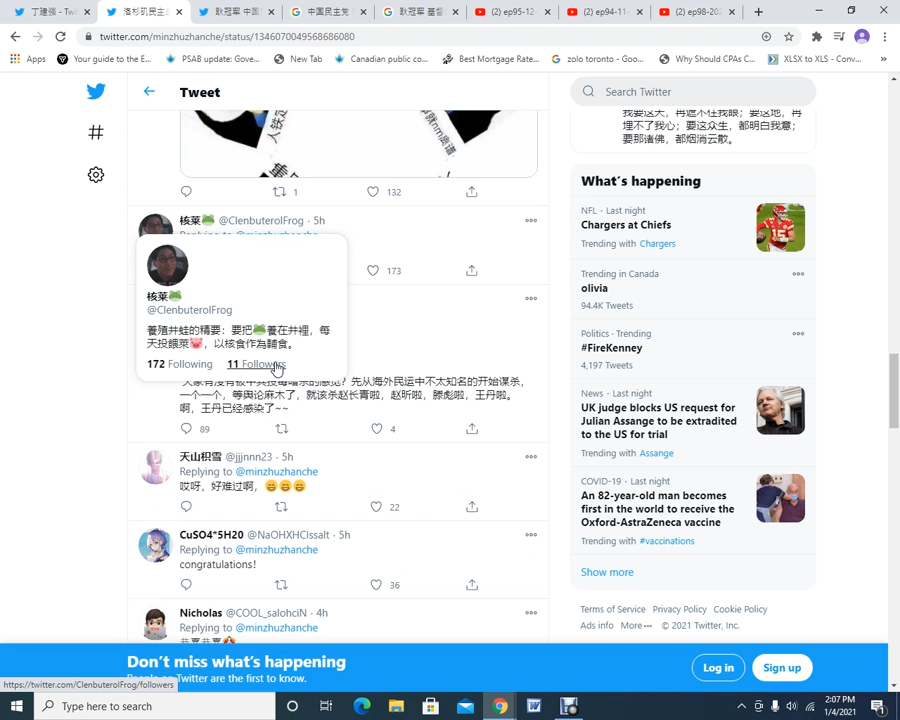 丁建强 - Twitter
洛杉矶民主
耿冠军 中国
中国民主党
耿冠军 基督
ep95-12-
ep94-11-
ep98-202
twitter.com/minzhuzhanche/status/1346070049568686080
Apps
Your guide to the E...
PSAB update: Gove...
New Tab
Canadian public co...
Best Mortgage Rate...
zolo toronto - Goo...
Why Should CPAs C...
XLSX to XLS - Conv...
Tweet
Search Twitter
1
132
核菜🐸 @ClenbuterolFrog · 5h
173
核菜🐸
@ClenbuterolFrog
養殖井蛙的精要：要把🐸養在井裡，每
天投餵菜🐷，以核食作為輔食。
172 Following
11 Followers
大家有没有被中共投毒暗杀的感觉？先从海外民运中不太知名的开始谋杀，
一个一个，等舆论麻木了，就该杀赵长青啦，赵昕啦，滕彪啦，王丹啦。
啊，王丹已经感染了~~
89
4
天山积雪 @jjjnnn23 · 5h
Replying to @minzhuzhanche
哎呀，好难过啊，😄😄😄
22
CuSO4*5H20 @NaOHXHClssalt · 5h
Replying to @minzhuzhanche
congratulations!
36
Nicholas @COOL_salohciN · 4h
Replying to @minzhuzhanche
我要这天，再遮不住我眼；要这地，再
埋不了我心；要这众生，都明白我意；
要那诸佛，都烟消云散。
What's happening
NFL · Last night
Chargers at Chiefs
Trending with Chargers
Trending in Canada
olivia
94.4K Tweets
Politics · Trending
#FireKenney
4,197 Tweets
News · Last night
UK judge blocks US request for
Julian Assange to be extradited
to the US for trial
Trending with Assange
COVID-19 · Last night
An 82-year-old man becomes
first in the world to receive the
Oxford-AstraZeneca vaccine
Trending with #vaccinations
Show more
Terms of Service Privacy Policy Cookie Policy
Ads info More··· © 2021 Twitter, Inc.
Don't miss what's happening
People on Twitter are the first to know.
Log in
Sign up
https://twitter.com/ClenbuterolFrog/followers
Type here to search
2:07 PM
1/4/2021